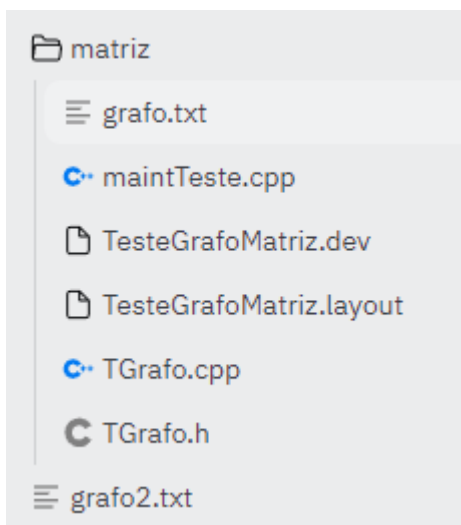 matriz
grafo.txt
maintTeste.cpp
TesteGrafoMatriz.dev
TesteGrafoMatriz.layout
TGrafo.cpp
TGrafo.h
grafo2.txt